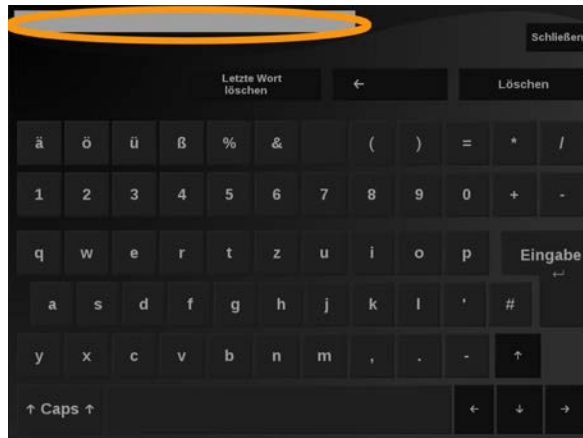 Schließen
Letzte Wort
löschen
←
Löschen
ä ö ü ß % & ( ) = * /
1 2 3 4 5 6 7 8 9 0 + -
q w e r t z u i o p Eingabe
↵
a s d f g h j k l ' #
y x c v b n m , . - ↑
↑ Caps ↑ ← ↓ →